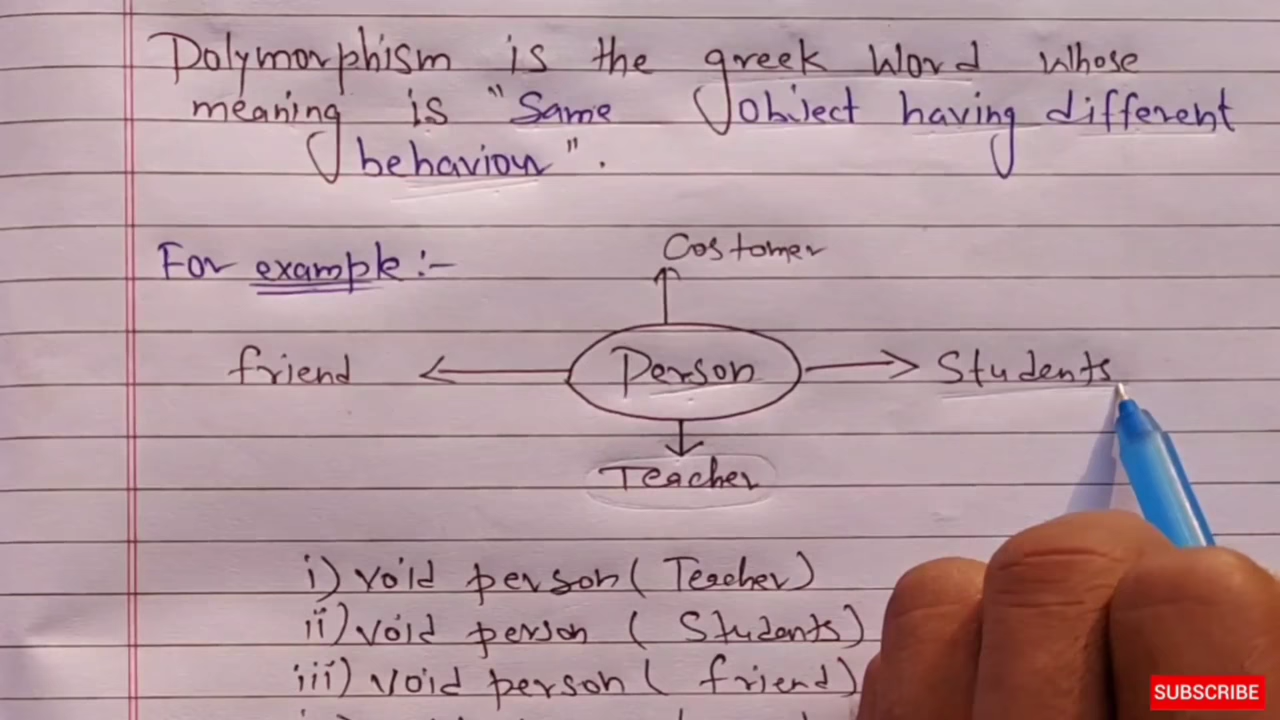 Polymorphism is the greek word whose
meaning is "Same object having different
behaviour".
For example :-
Costomer
friend
Person
Students
Teacher
i) void person ( Teacher )
ii) void person ( Students )
iii) void person ( friend )
SUBSCRIBE